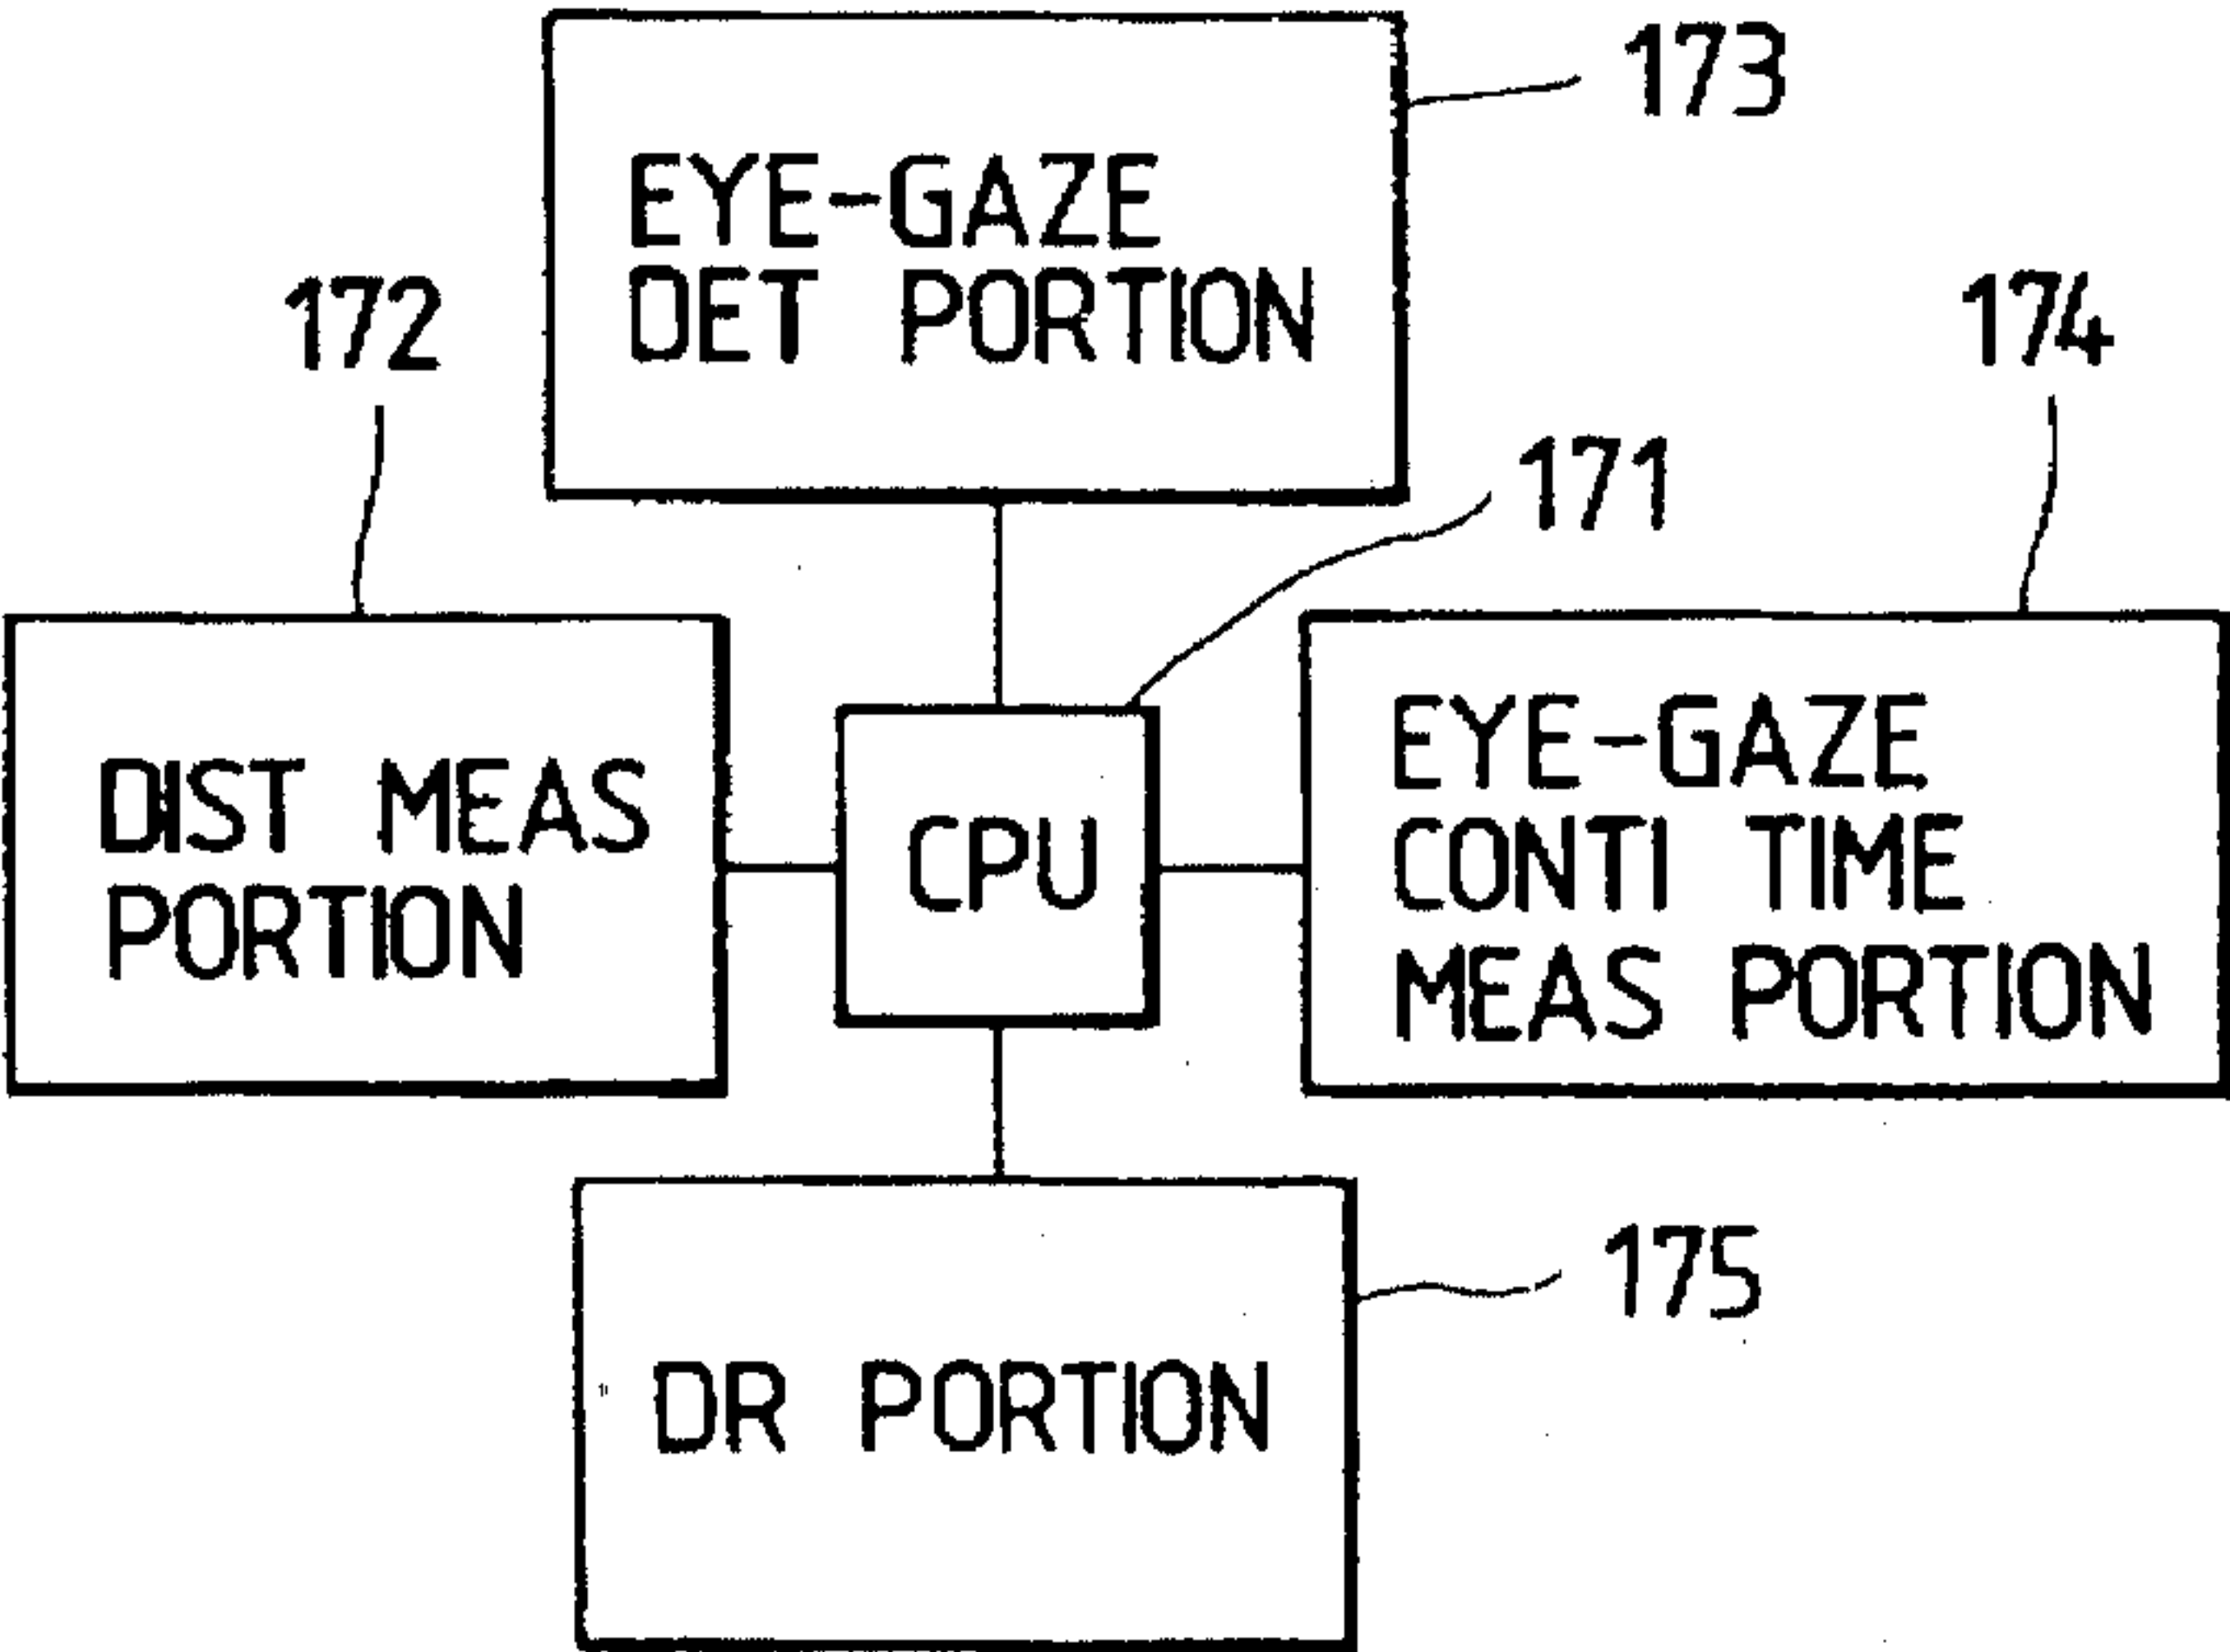 173
EYE-GAZE
DET PORTION
172
174
171
DIST MEAS
PORTION
CPU
EYE-GAZE
CONTI TIME
MEAS PORTION
175
DR PORTION